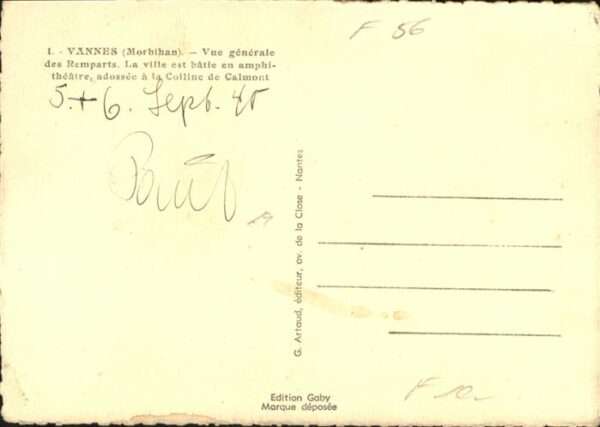 F 56
1. - VANNES (Morbihan). - Vue générale
des Remparts. La ville est bâtie en amphi-
théâtre, adossée à la Colline de Calmont
5. + 6. Sept. 40
G. Artaud, éditeur, av. de la Close - Nantes
Edition Gaby
Marque déposée